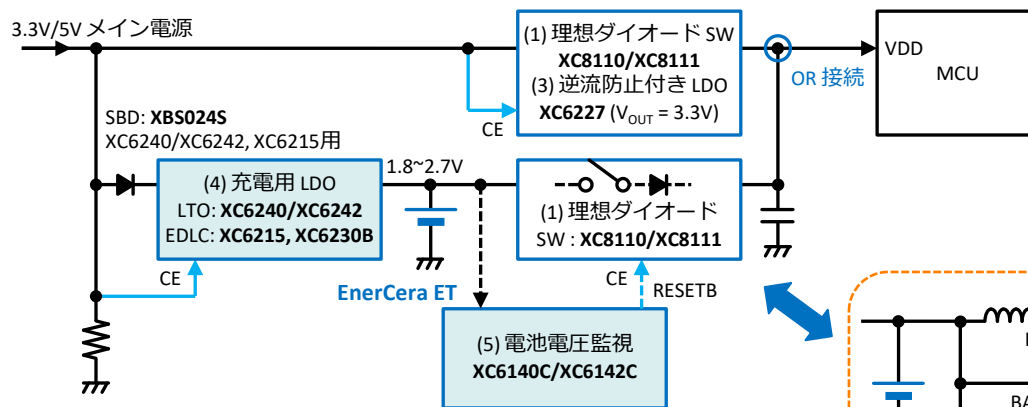 3.3V/5V メイン電源
(1) 理想ダイオード SW
XC8110/XC8111
(3) 逆流防止付き LDO
XC6227 (VOUT = 3.3V)
CE
VDD
MCU
OR 接続
SBD: XBS024S
XC6240/XC6242, XC6215用
(4) 充電用 LDO
LTO: XC6240/XC6242
EDLC: XC6215, XC6230B
CE
1.8~2.7V
EnerCera ET
(1) 理想ダイオード
SW : XC8110/XC8111
CE
RESETB
(5) 電池電圧監視
XC6140C/XC6142C
BA